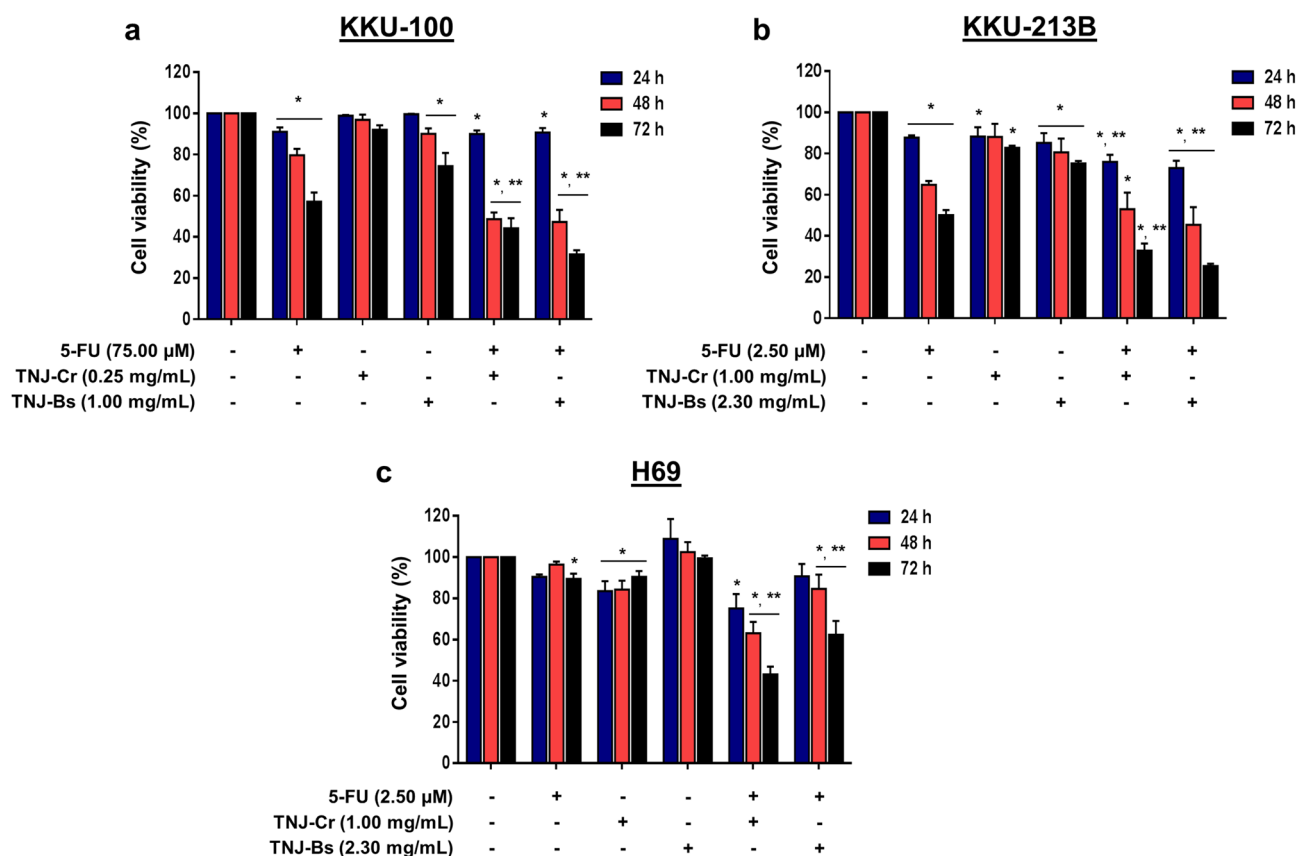 a
KKU-100
120
100
80
60
40
20
0
Cell viability (%)
24 h
48 h
72 h
* * * * *, ** *, **
5-FU (75.00 µM) - + - - + +
TNJ-Cr (0.25 mg/mL) - - + - + -
TNJ-Bs (1.00 mg/mL) - - - + - +
b
KKU-213B
120
100
80
60
40
20
0
Cell viability (%)
24 h
48 h
72 h
* * * * *, ** * *, ** *, **
5-FU (2.50 µM) - + - - + +
TNJ-Cr (1.00 mg/mL) - - + - + -
TNJ-Bs (2.30 mg/mL) - - - + - +
c
H69
120
100
80
60
40
20
0
Cell viability (%)
24 h
48 h
72 h
* * * *, ** *, **
5-FU (2.50 µM) - + - - + +
TNJ-Cr (1.00 mg/mL) - - + - + -
TNJ-Bs (2.30 mg/mL) - - - + - +